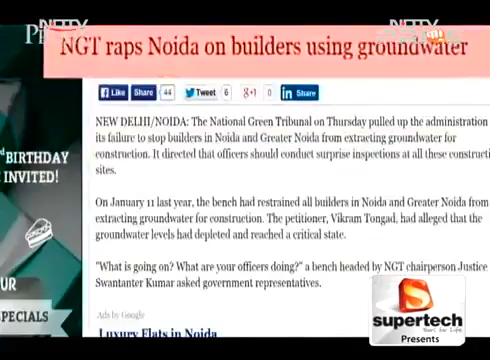 NDTV
NDTV
NGT raps Noida on builders using groundwater
Like Share 44 Tweet 6 g+1 0 in Share
NEW DELHI/NOIDA: The National Green Tribunal on Thursday pulled up the administration
its failure to stop builders in Noida and Greater Noida from extracting groundwater for
construction. It directed that officers should conduct surprise inspections at all these constructi
sites.
On January 11 last year, the bench had restrained all builders in Noida and Greater Noida from
extracting groundwater for construction. The petitioner, Vikram Tongad, had alleged that the
groundwater levels had depleted and reached a critical state.
"What is going on? What are your officers doing?" a bench headed by NGT chairperson Justice
Swantanter Kumar asked government representatives.
Ads by Google
Luxury Flats in Noida
BIRTHDAY
INVITED!
UR
SPECIALS
S
supertech
Presents